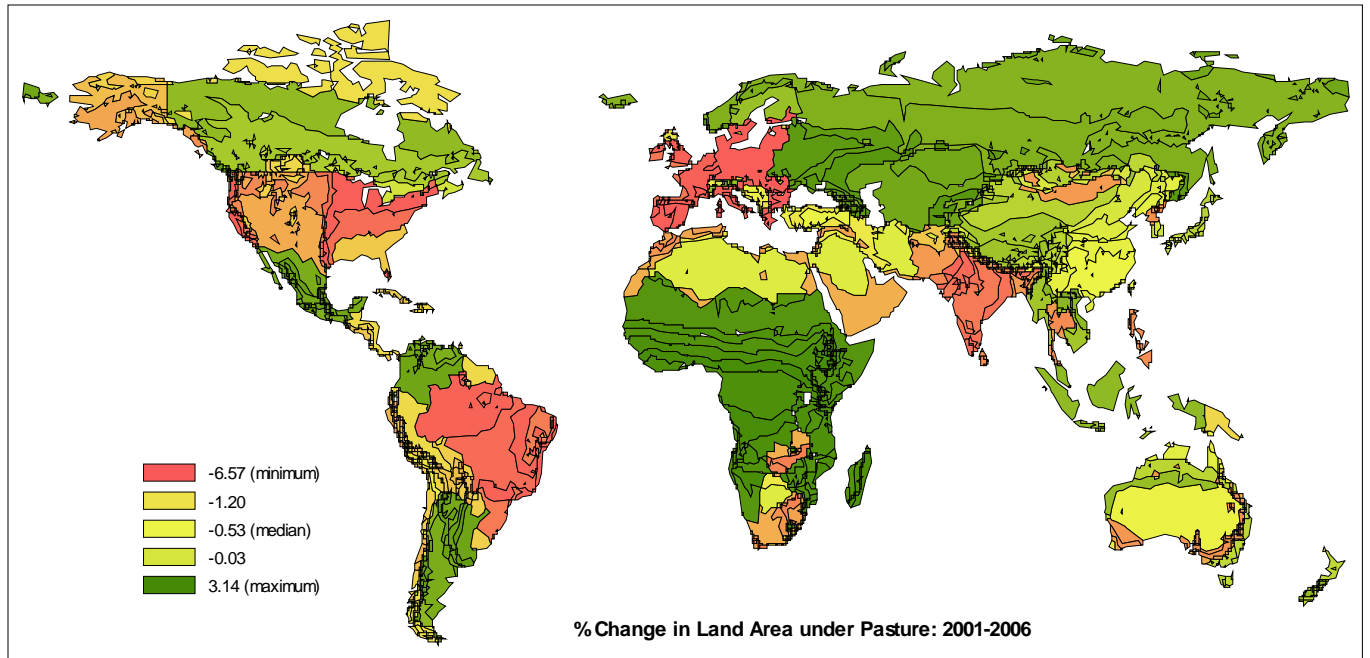 -6.57 (minimum)
-1.20
-0.53 (median)
-0.03
3.14 (maximum)
% Change in Land Area under Pasture: 2001-2006